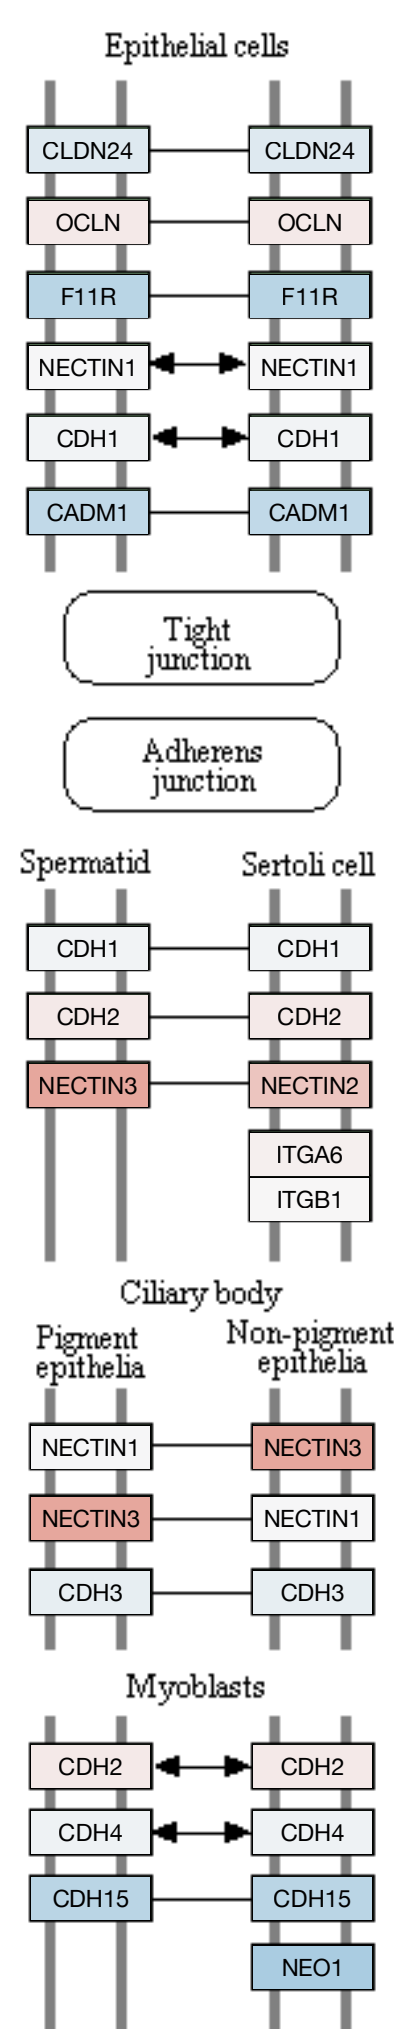 Epithelial cells
CLDN24 CLDN24
OCLN OCLN
F11R F11R
NECTIN1 NECTIN1
CDH1 CDH1
CADM1 CADM1
Tight
junction
Adherens
junction
Spermatid Sertoli cell
CDH1 CDH1
CDH2 CDH2
NECTIN3 NECTIN2
ITGA6
ITGB1
Ciliary body
Pigment
epithelia
Non-pigment
epithelia
NECTIN1 NECTIN3
NECTIN3 NECTIN1
CDH3 CDH3
Myoblasts
CDH2 CDH2
CDH4 CDH4
CDH15 CDH15
NEO1